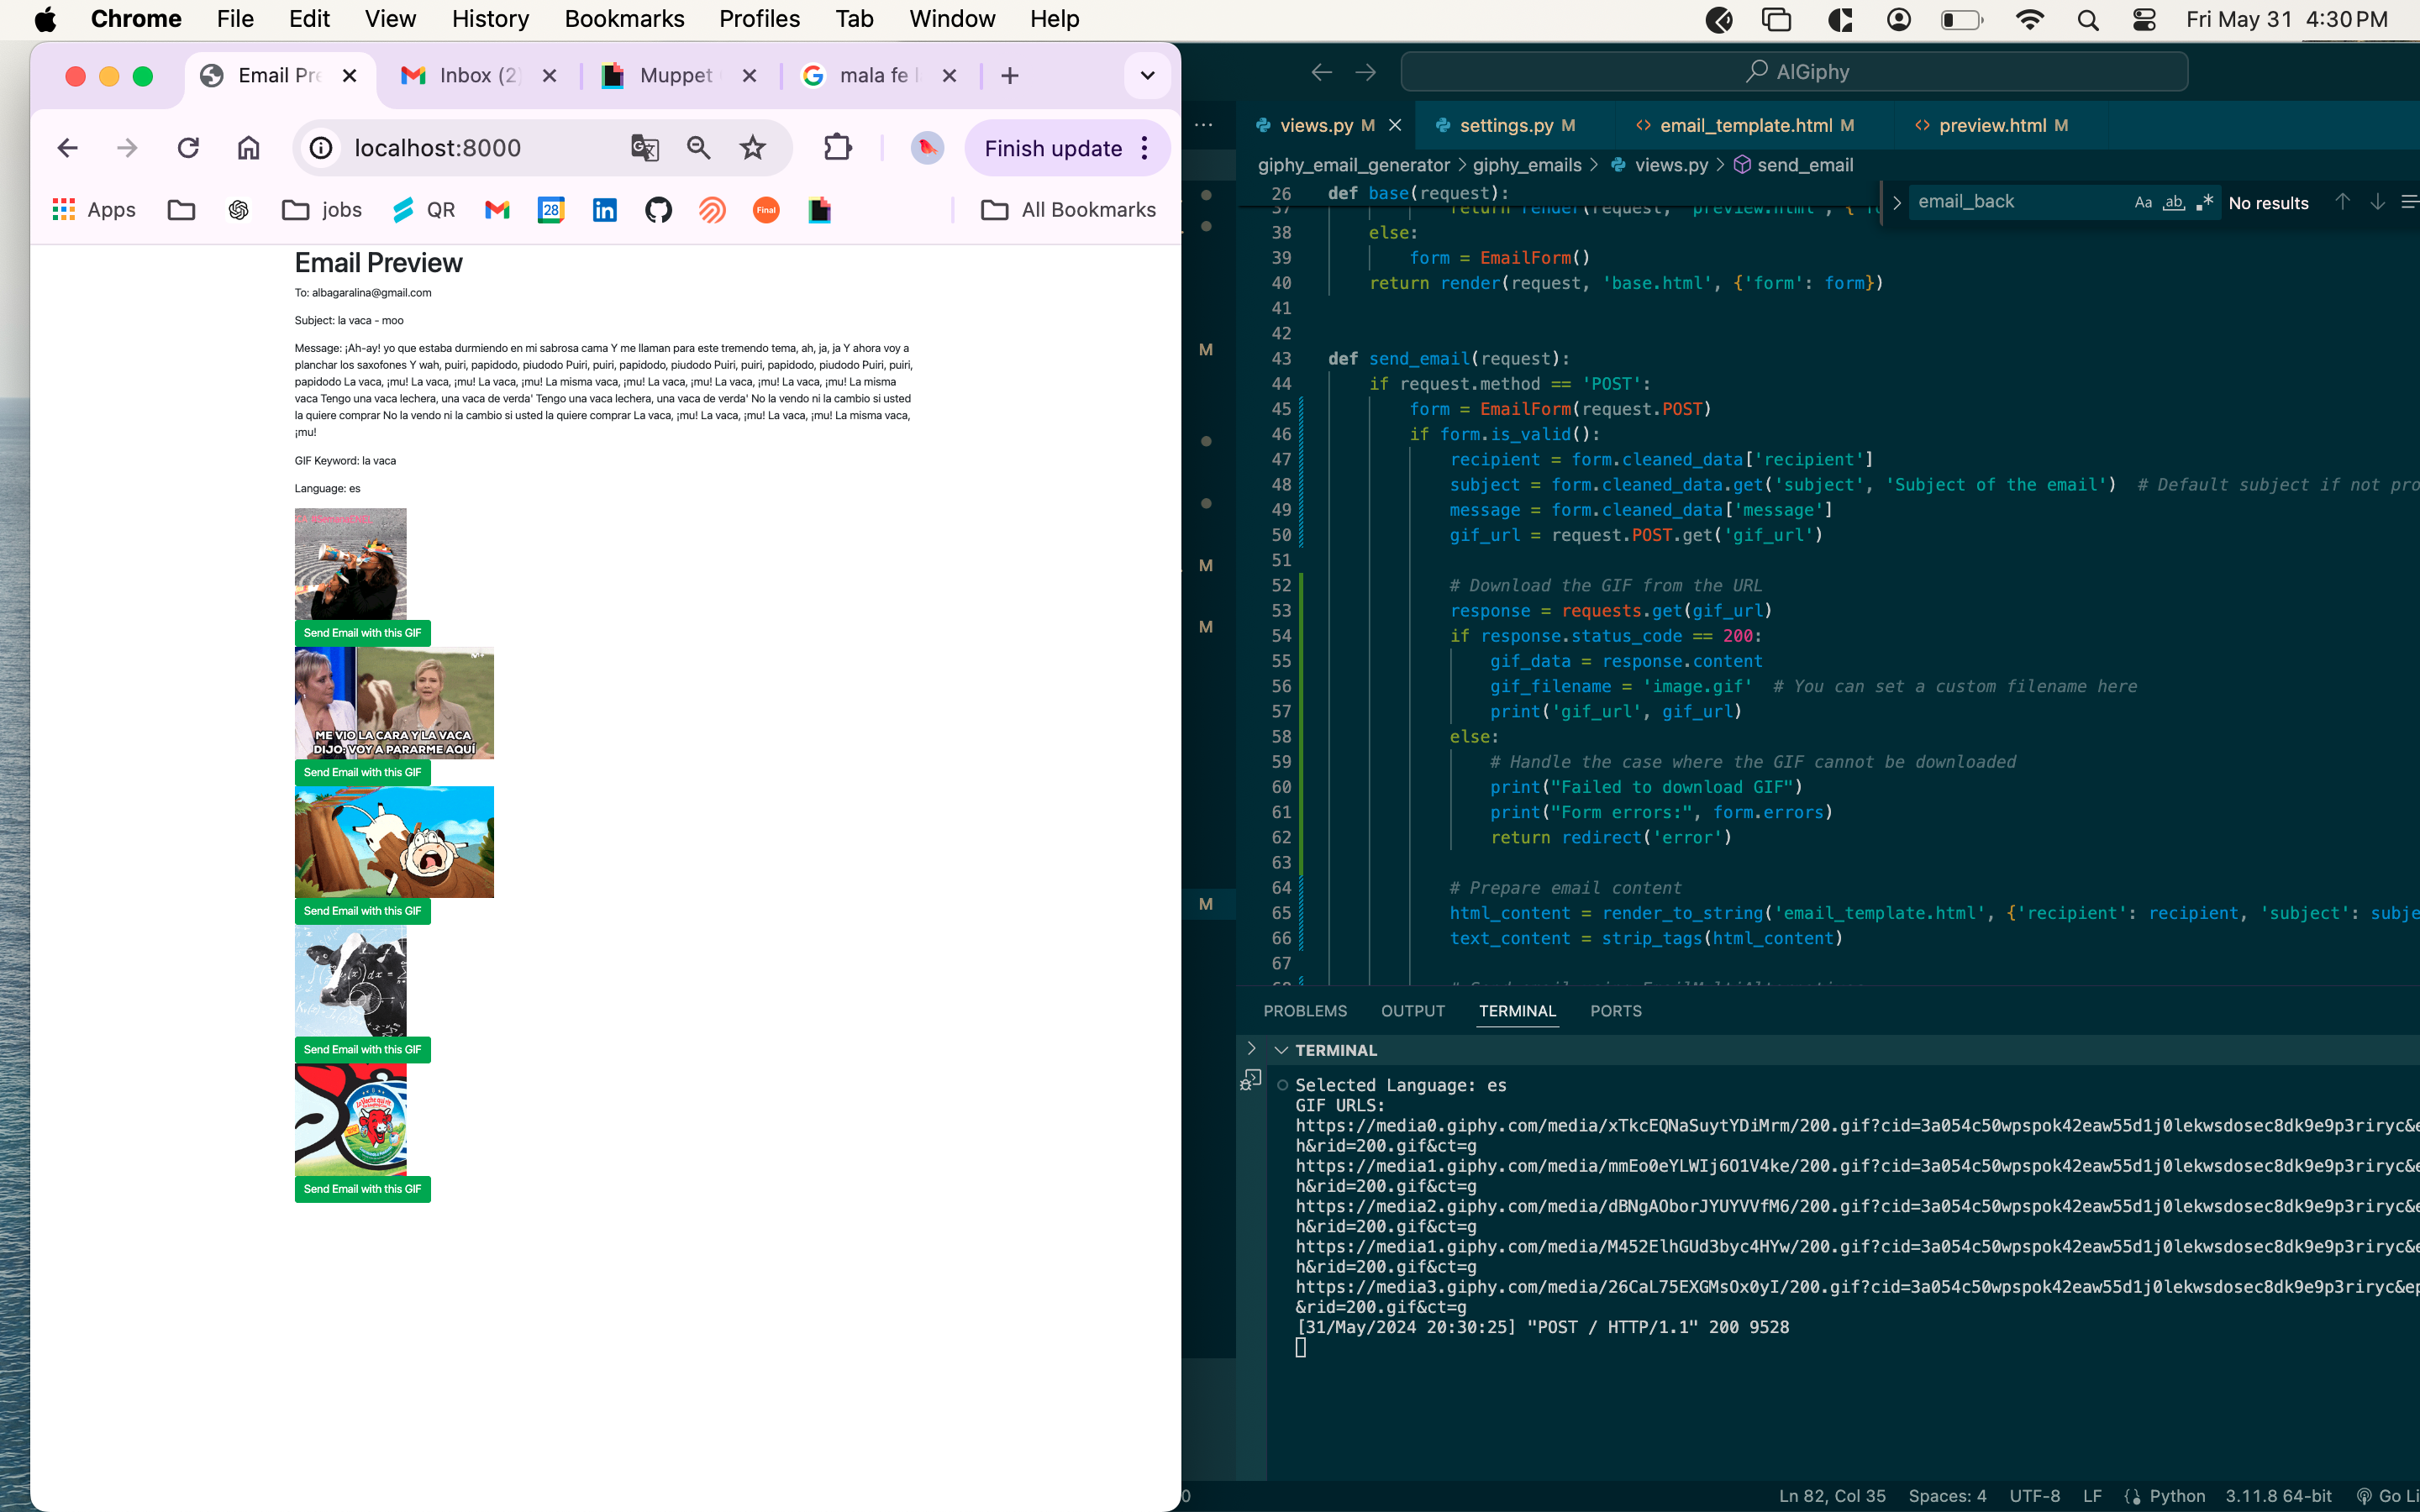 Chrome File Edit View History Bookmarks Profiles Tab Window Help Fri May 31 4:30 PM
Email Pre Inbox (2) Muppet mala fe
localhost:8000 Finish update
Apps jobs QR 28 Final All Bookmarks
Email Preview
To: albagaralina@gmail.com
Subject: la vaca - moo
Message: ¡Ah-ay! yo que estaba durmiendo en mi sabrosa cama Y me llaman para este tremendo tema, ah, ja, ja Y ahora voy a
planchar los saxofones Y wah, puiri, papidodo, piudodo Puiri, puiri, papidodo, piudodo Puiri, puiri, papidodo, piudodo Puiri, puiri,
papidodo La vaca, ¡mu! La vaca, ¡mu! La vaca, ¡mu! La misma vaca, ¡mu! La vaca, ¡mu! La vaca, ¡mu! La vaca, ¡mu! La misma
vaca Tengo una vaca lechera, una vaca de verda' Tengo una vaca lechera, una vaca de verda' No la vendo ni la cambio si usted
la quiere comprar No la vendo ni la cambio si usted la quiere comprar La vaca, ¡mu! La vaca, ¡mu! La vaca, ¡mu! La misma vaca,
¡mu!
GIF Keyword: la vaca
Language: es
Send Email with this GIF
ME VIO LA CARA Y LA VACA
DIJO: VOY A PARARME AQUÍ
Send Email with this GIF
Send Email with this GIF
Send Email with this GIF
La Vache qui rit
Send Email with this GIF
AlGiphy
views.py M settings.py M email_template.html M preview.html M
giphy_email_generator > giphy_emails > views.py > send_email
email_back Aa ab No results
26 def base(request):
37 return render(request, 'preview.html', {
38 else:
39 form = EmailForm()
40 return render(request, 'base.html', {'form': form})
41
42
43 def send_email(request):
44 if request.method == 'POST':
45 form = EmailForm(request.POST)
46 if form.is_valid():
47 recipient = form.cleaned_data['recipient']
48 subject = form.cleaned_data.get('subject', 'Subject of the email') # Default subject if not pro
49 message = form.cleaned_data['message']
50 gif_url = request.POST.get('gif_url')
51
52 # Download the GIF from the URL
53 response = requests.get(gif_url)
54 if response.status_code == 200:
55 gif_data = response.content
56 gif_filename = 'image.gif' # You can set a custom filename here
57 print('gif_url', gif_url)
58 else:
59 # Handle the case where the GIF cannot be downloaded
60 print("Failed to download GIF")
61 print("Form errors:", form.errors)
62 return redirect('error')
63
64 # Prepare email content
65 html_content = render_to_string('email_template.html', {'recipient': recipient, 'subject': subje
66 text_content = strip_tags(html_content)
67
M
M
M
M
PROBLEMS OUTPUT TERMINAL PORTS
TERMINAL
Selected Language: es
GIF URLS:
https://media0.giphy.com/media/xTkcEQNaSuytYDiMrm/200.gif?cid=3a054c50wpspok42eaw55d1j0lekwsdosec8dk9e9p3riryc&e
h&rid=200.gif&ct=g
https://media1.giphy.com/media/mmEo0eYLWIj6O1V4ke/200.gif?cid=3a054c50wpspok42eaw55d1j0lekwsdosec8dk9e9p3riryc&e
h&rid=200.gif&ct=g
https://media2.giphy.com/media/dBNgAOborJYUYVVfM6/200.gif?cid=3a054c50wpspok42eaw55d1j0lekwsdosec8dk9e9p3riryc&e
h&rid=200.gif&ct=g
https://media1.giphy.com/media/M452ElhGUd3byc4HYw/200.gif?cid=3a054c50wpspok42eaw55d1j0lekwsdosec8dk9e9p3riryc&e
h&rid=200.gif&ct=g
https://media3.giphy.com/media/26CaL75EXGMsOx0yI/200.gif?cid=3a054c50wpspok42eaw55d1j0lekwsdosec8dk9e9p3riryc&ep
&rid=200.gif&ct=g
[31/May/2024 20:30:25] "POST / HTTP/1.1" 200 9528
0 Ln 82, Col 35 Spaces: 4 UTF-8 LF Python 3.11.8 64-bit Go Li